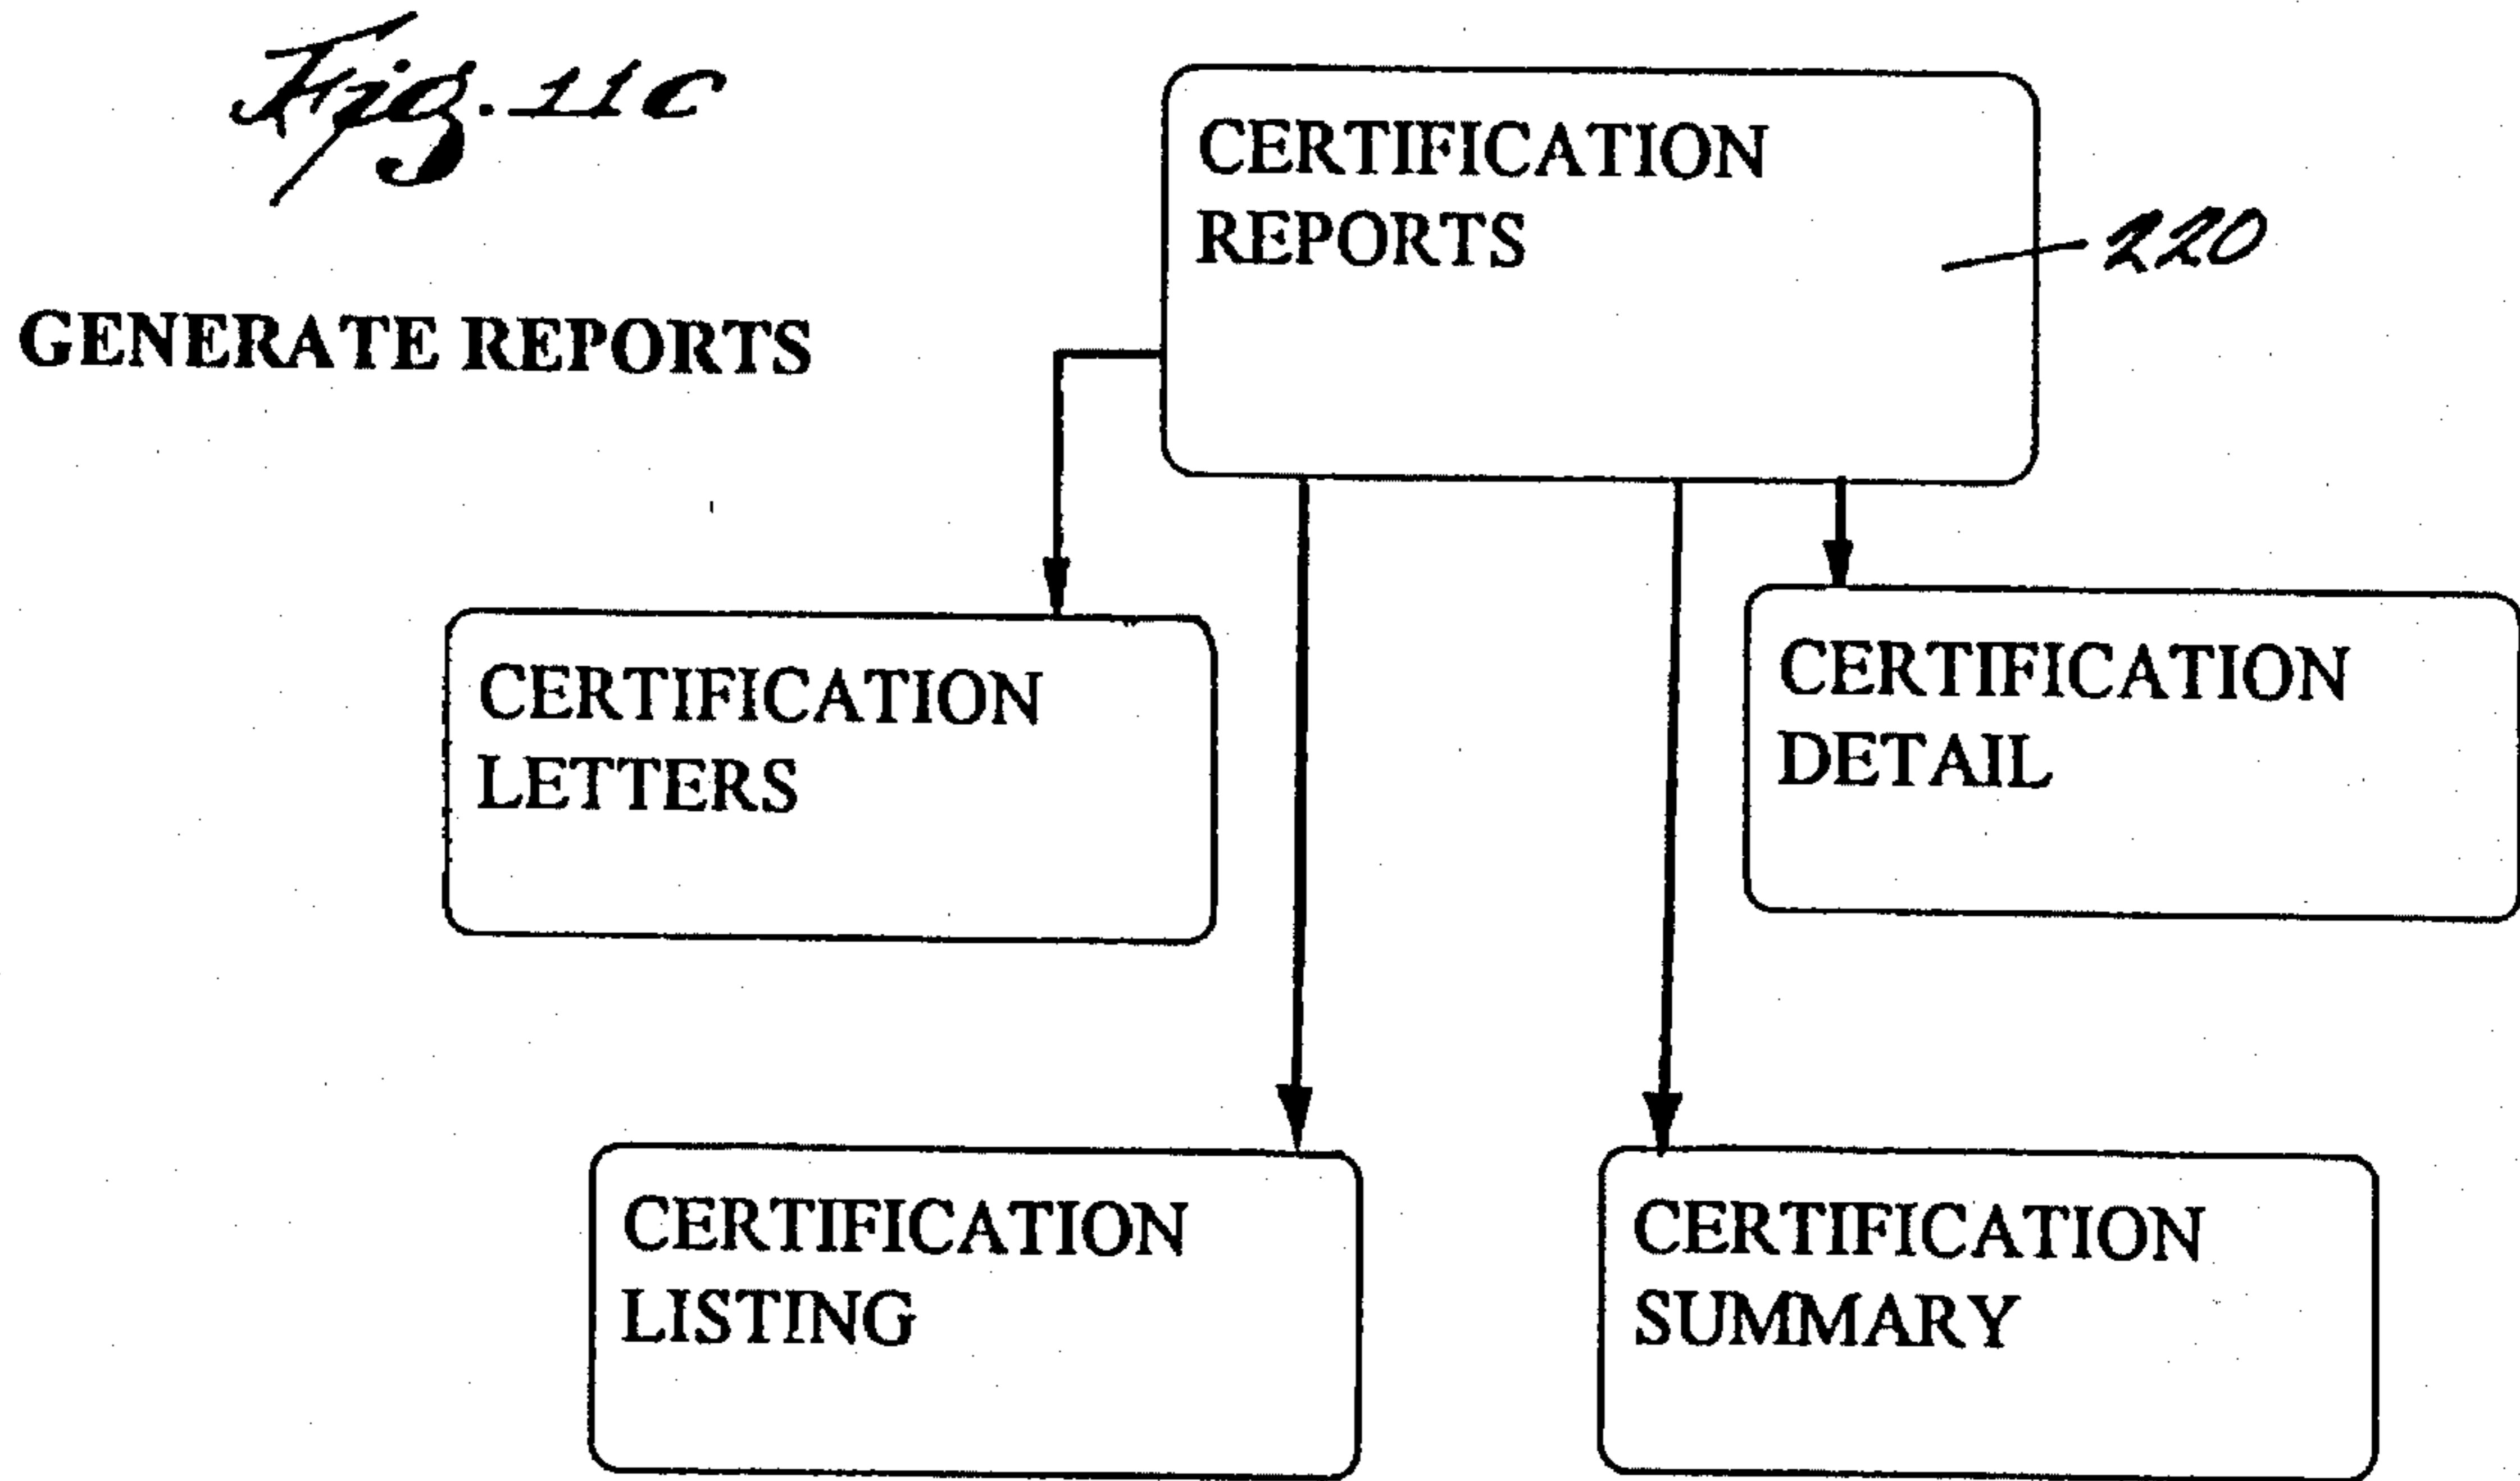 Fig. 11C
CERTIFICATION
REPORTS
220
GENERATE REPORTS
CERTIFICATION
LETTERS
CERTIFICATION
DETAIL
CERTIFICATION
LISTING
CERTIFICATION
SUMMARY